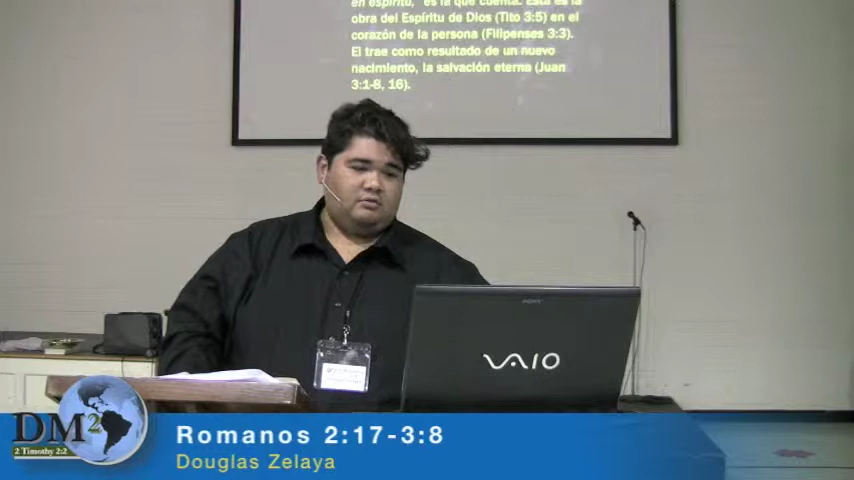 en espíritu," es la que cuenta. Esta es la
obra del Espíritu de Dios (Tito 3:5) en el
corazón de la persona (Filipenses 3:3).
El trae como resultado de un nuevo
nacimiento, la salvación eterna (Juan
3:1-8, 16).
SONY
VAIO
DM2
2 Timothy 2:2
Romanos 2:17-3:8
Douglas Zelaya